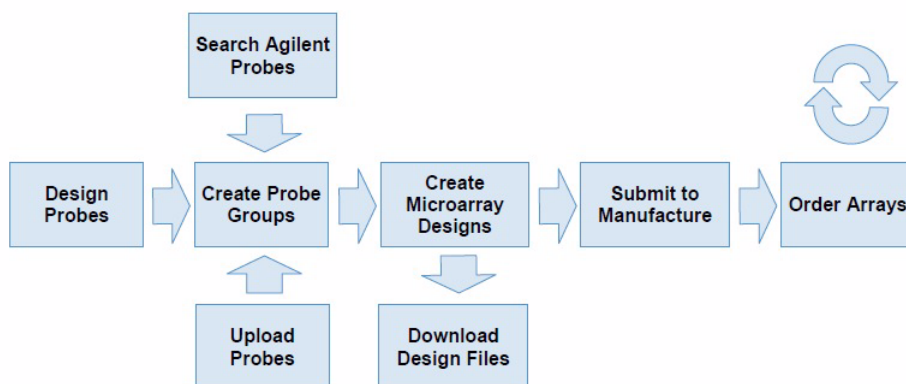 Search Agilent
Probes
Design
Probes
Create Probe
Groups
Create
Microarray
Designs
Submit to
Manufacture
Order Arrays
Upload
Probes
Download
Design Files